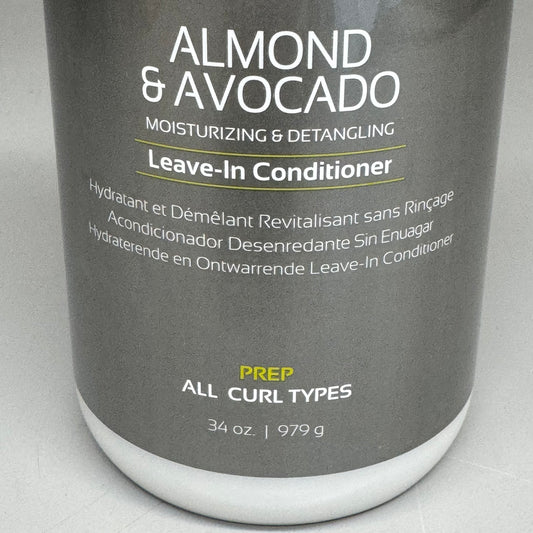 ALMOND
& AVOCADO
MOISTURIZING & DETANGLING
Leave-In Conditioner
Hydratant et Démêlant Revitalisant sans Rinçage
Acondicionador Desenredante Sin Enuagar
Hydraterende en Ontwarrende Leave-In Conditioner
PREP
ALL CURL TYPES
34 oz. | 979 g